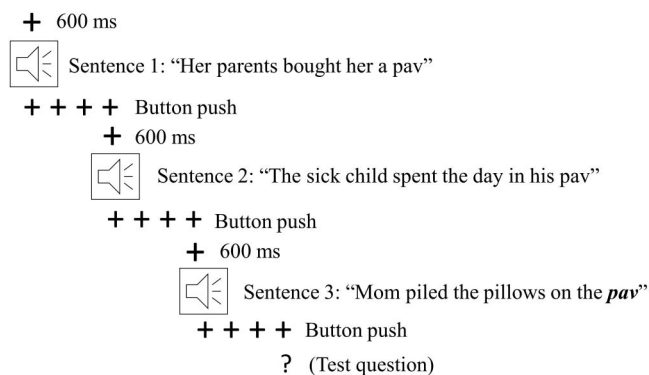 + 600 ms
Sentence 1: “Her parents bought her a pav”
+ + + + Button push
+ 600 ms
Sentence 2: “The sick child spent the day in his pav”
+ + + + Button push
+ 600 ms
Sentence 3: “Mom piled the pillows on the pav”
+ + + + Button push
? (Test question)